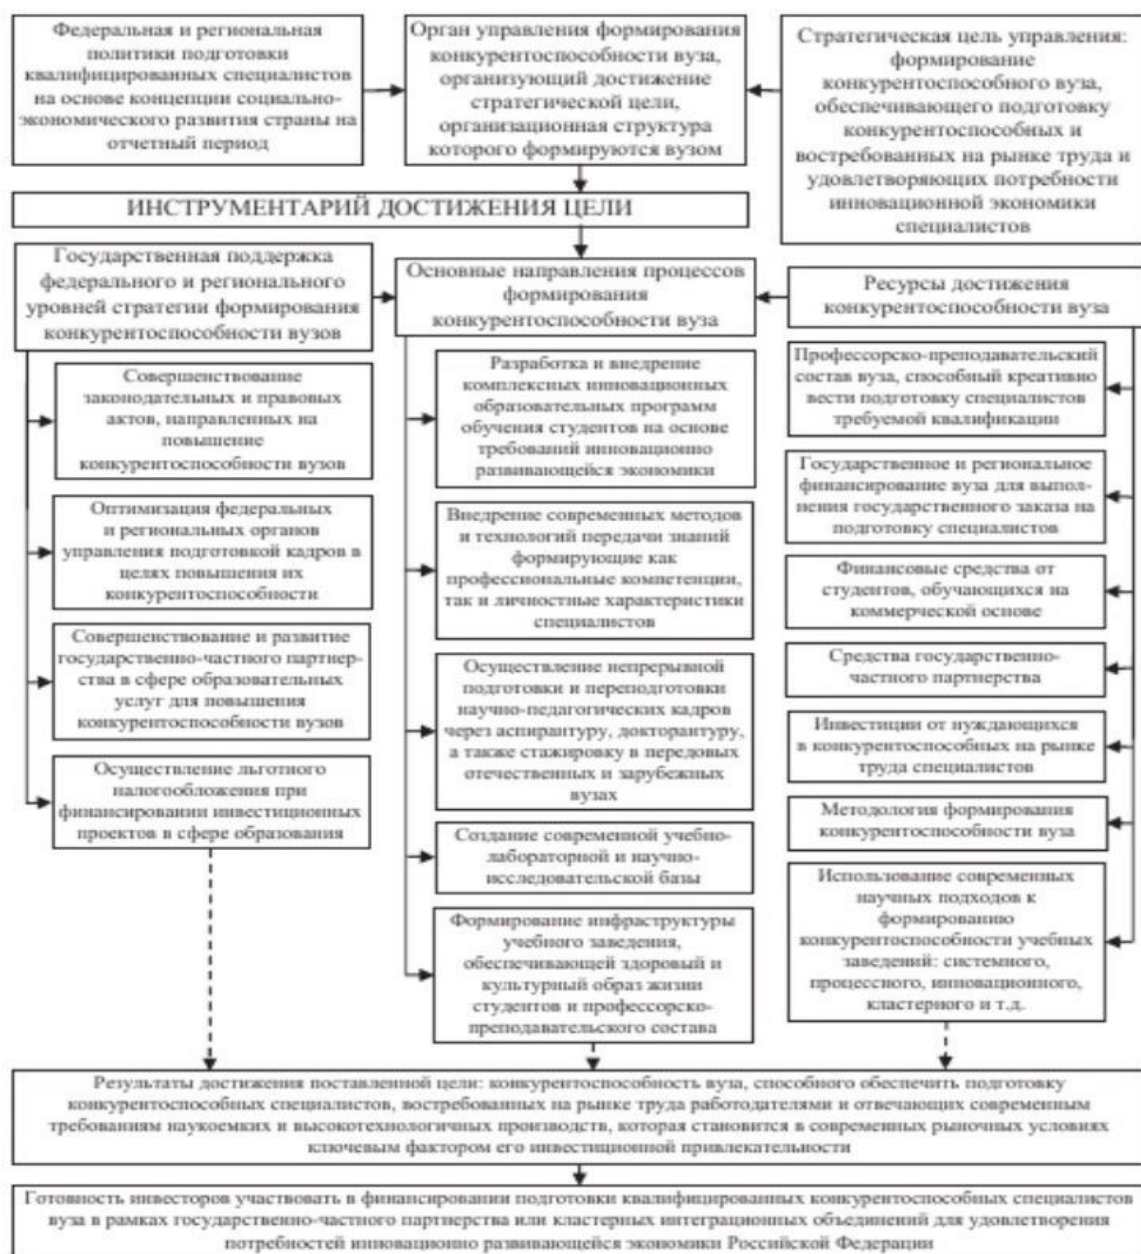 Федеральная и региональная
политики подготовки
квалифицированных специалистов
на основе концепции социально-
экономического развития страны на
отчетный период
Орган управления формирования
конкурентоспособности вуза,
организующий достижение
стратегической цели,
организационная структура
которого формируются вузом
Стратегическая цель управления:
формирование
конкурентоспособного вуза,
обеспечивающего подготовку
конкурентоспособных и
востребованных на рынке труда и
удовлетворяющих потребности
инновационной экономики
специалистов
ИНСТРУМЕНТАРИЙ ДОСТИЖЕНИЯ ЦЕЛИ
Государственная поддержка
федерального и регионального
уровней стратегии формирования
конкурентоспособности вузов
Совершенствование
законодательных и правовых
актов, направленных на
повышение
конкурентоспособности вузов
Оптимизация федеральных
и региональных органов
управления подготовкой кадров в
целях повышения их
конкурентоспособности
Совершенствование и развитие
государственно-частного партнер-
ства в сфере образовательных
услуг для повышения
конкурентоспособности вузов
Осуществление льготного
налогообложения при
финансировании инвестиционных
проектов в сфере образования
Основные направления процессов
формирования
конкурентоспособности вуза
Разработка и внедрение
комплексных инновационных
образовательных программ
обучения студентов на основе
требований инновационно
развивающейся экономики
Внедрение современных методов
и технологий передачи знаний
формирующие как
профессиональные компетенции,
так и личностные характеристики
специалистов
Осуществление непрерывной
подготовки и переподготовки
научно-педагогических кадров
через аспирантуру, докторантуру,
а также стажировку в передовых
отечественных и зарубежных
вузах
Создание современной учебно-
лабораторной и научно-
исследовательской базы
Формирование инфраструктуры
учебного заведения,
обеспечивающей здоровый и
культурный образ жизни
студентов и профессорско-
преподавательского состава
Ресурсы достижения
конкурентоспособности вуза
Профессорско-преподавательский
состав вуза, способный креативно
вести подготовку специалистов
требуемой квалификации
Государственное и региональное
финансирование вуза для выпол-
нения государственного заказа на
подготовку специалистов
Финансовые средства от
студентов, обучающихся на
коммерческой основе
Средства государственно-
частного партнерства
Инвестиции от нуждающихся
в конкурентоспособных на рынке
труда специалистов
Методология формирования
конкурентоспособности вуза
Использование современных
научных подходов к
формированию
конкурентоспособности учебных
заведений: системного,
процессного, инновационного,
кластерного и т.д.
Результаты достижения поставленной цели: конкурентоспособность вуза, способного обеспечить подготовку
конкурентоспособных специалистов, востребованных на рынке труда работодателями и отвечающих современным
требованиям наукоемких и высокотехнологичных производств, которая становится в современных рыночных условиях
ключевым фактором его инвестиционной привлекательности
Готовность инвесторов участвовать в финансировании подготовки квалифицированных конкурентоспособных специалистов
вуза в рамках государственно-частного партнерства или кластерных интеграционных объединений для удовлетворения
потребностей инновационно развивающейся экономики Российской Федерации